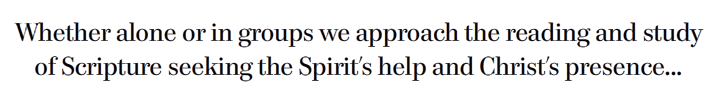 Whether alone or in groups we approach the reading and study
of Scripture seeking the Spirit's help and Christ's presence...